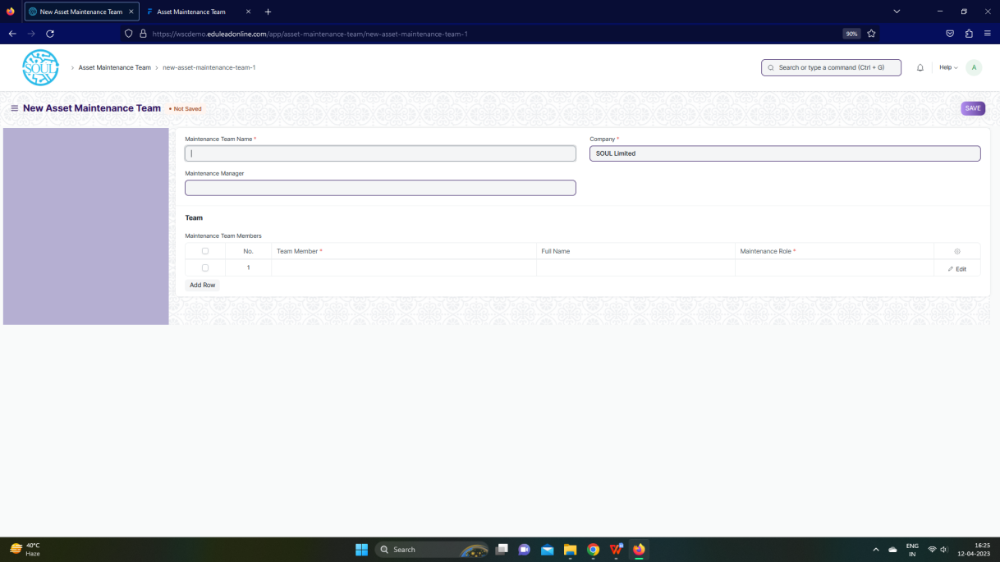 New Asset Maintenance Team
Asset Maintenance Team
https://wscdemo.eduleadonline.com/app/asset-maintenance-team/new-asset-maintenance-team-1
90%
SOUL
Asset Maintenance Team
new-asset-maintenance-team-1
Search or type a command (Ctrl + G)
Help
A
New Asset Maintenance Team
• Not Saved
SAVE
Maintenance Team Name *
Company *
SOUL Limited
Maintenance Manager
Team
Maintenance Team Members
No. Team Member * Full Name Maintenance Role *
1 Edit
Add Row
40°C
Haze
Search
ENG
IN
16:25
12-04-2023